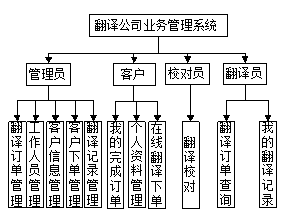 翻译公司业务管理系统
管理员
客户
校对员
翻译员
翻译订单管理
工作人员管理
客户信息管理
客户下单管理
翻译记录管理
我的完成订单
个人资料管理
在线翻译下单
翻译校对
翻译订单查询
我的翻译记录